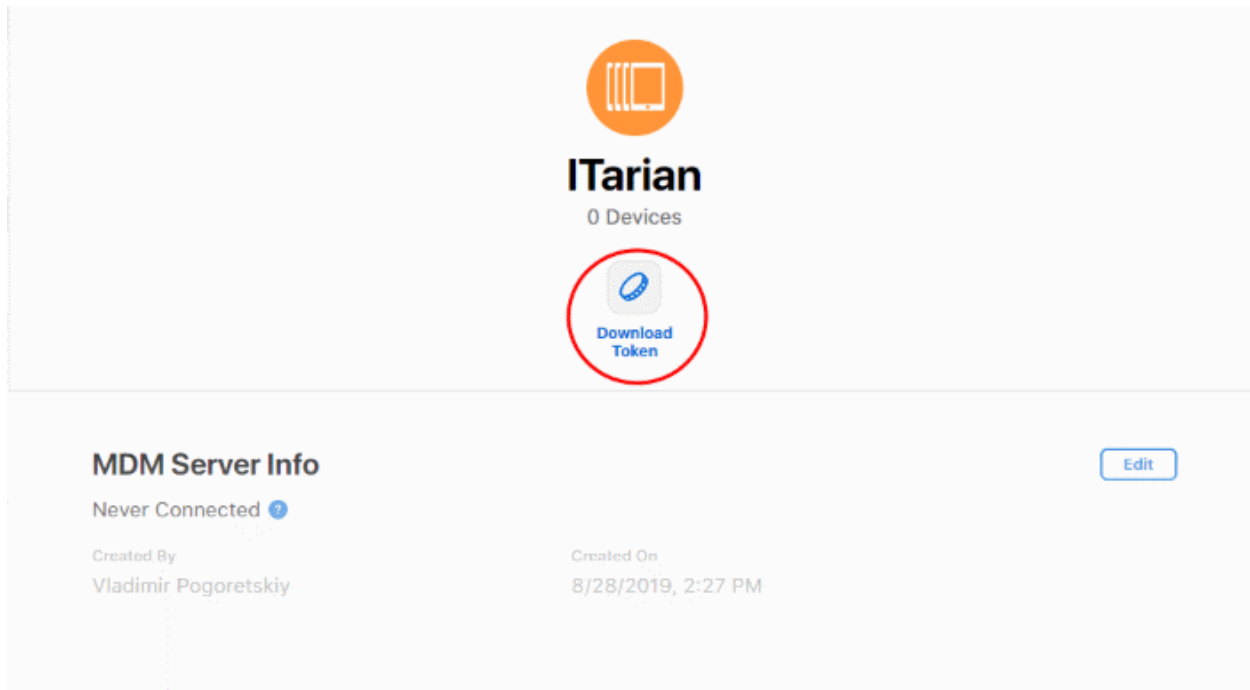 ITarian
0 Devices
Download
Token
MDM Server Info
Edit
Never Connected ?
Created By
Created On
Vladimir Pogoretskiy
8/28/2019, 2:27 PM